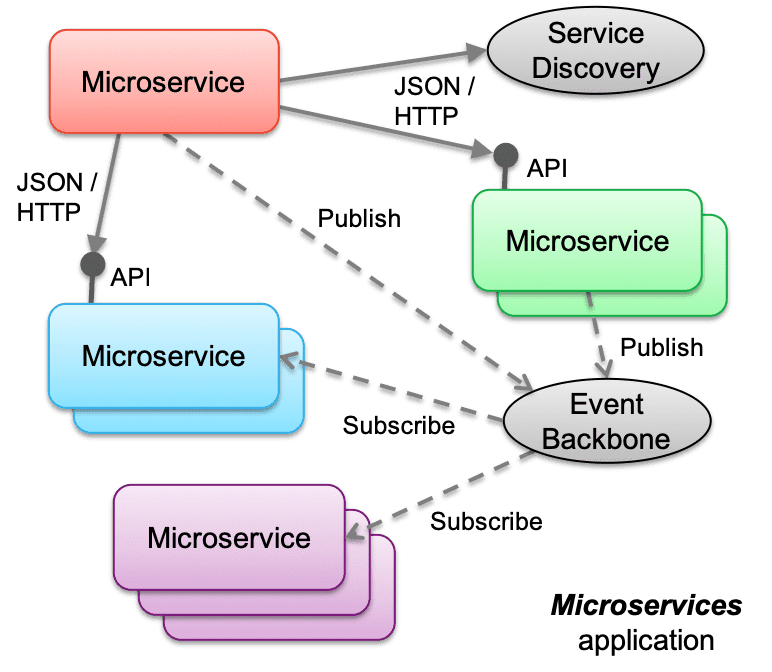 Service
Discovery
Microservice
JSON /
HTTP
API
JSON /
HTTP
Publish
Microservice
API
Publish
Microservice
Event
Backbone
Subscribe
Subscribe
Microservice
Microservices
application